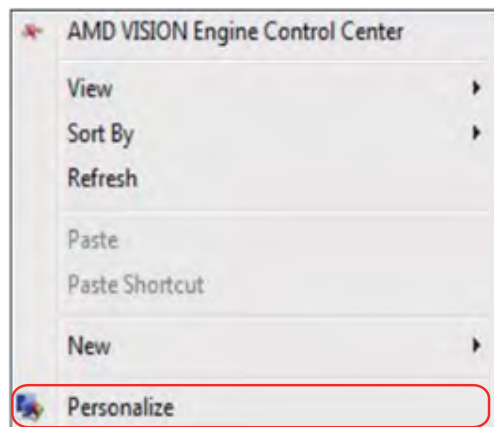 AMD VISION Engine Control Center
View
Sort By
Refresh
Paste
Paste Shortcut
New
Personalize